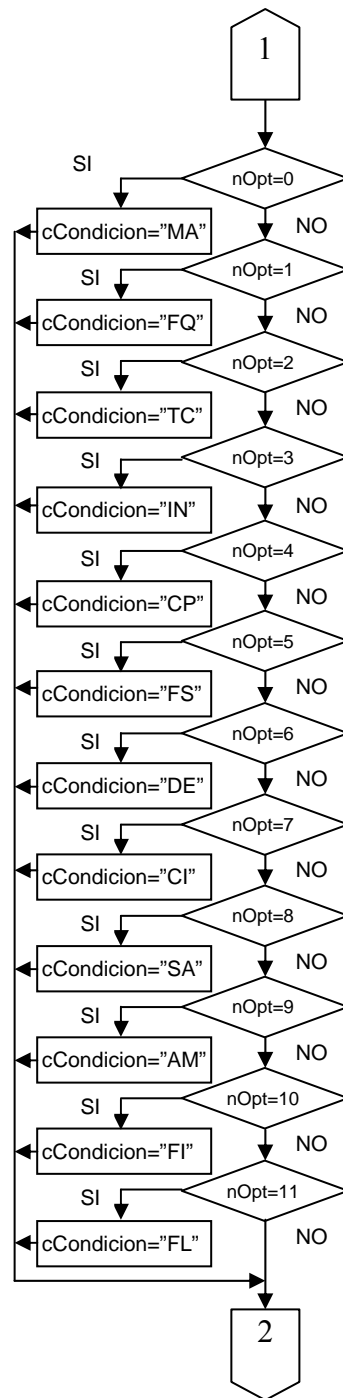 1
SI
nOpt=0
NO
cCondicion=”MA”
SI
nOpt=1
NO
cCondicion=”FQ”
SI
nOpt=2
NO
cCondicion=”TC”
SI
nOpt=3
NO
cCondicion=”IN”
SI
nOpt=4
NO
cCondicion=”CP”
SI
nOpt=5
NO
cCondicion=”FS”
SI
nOpt=6
NO
cCondicion=”DE”
SI
nOpt=7
NO
cCondicion=”CI”
SI
nOpt=8
NO
cCondicion=”SA”
SI
nOpt=9
NO
cCondicion=”AM”
SI
nOpt=10
NO
cCondicion=”FI”
SI
nOpt=11
NO
cCondicion=”FL”
2